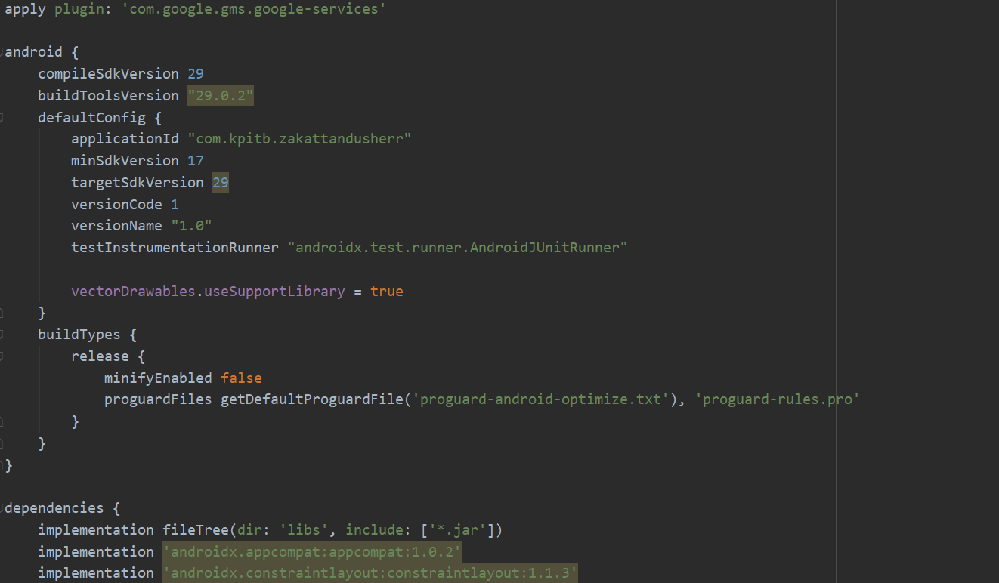 apply plugin: 'com.google.gms.google-services'
android {
compileSdkVersion 29
buildToolsVersion "29.0.2"
defaultConfig {
applicationId "com.kpitb.zakattandusherr"
minSdkVersion 17
targetSdkVersion 29
versionCode 1
versionName "1.0"
testInstrumentationRunner "androidx.test.runner.AndroidJUnitRunner"
vectorDrawables.useSupportLibrary = true
}
buildTypes {
release {
minifyEnabled false
proguardFiles getDefaultProguardFile('proguard-android-optimize.txt'), 'proguard-rules.pro'
}
}
}
dependencies {
implementation fileTree(dir: 'libs', include: ['*.jar'])
implementation 'androidx.appcompat:appcompat:1.0.2'
implementation 'androidx.constraintlayout:constraintlayout:1.1.3'